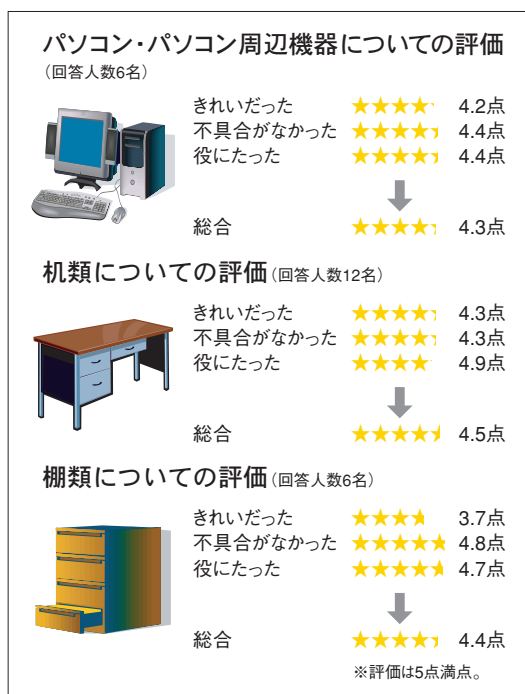 パソコン・パソコン周辺機器についての評価
(回答人数6名)
きれいだった ★★★★★ 4.2点
不具合がなかった ★★★★★ 4.4点
役にたった ★★★★★ 4.4点
総合 ★★★★★ 4.3点
机類についての評価(回答人数12名)
きれいだった ★★★★★ 4.3点
不具合がなかった ★★★★★ 4.3点
役にたった ★★★★ 4.9点
総合 ★★★★★ 4.5点
棚類についての評価(回答人数6名)
きれいだった ★★★★ 3.7点
不具合がなかった ★★★★★ 4.8点
役にたった ★★★★★ 4.7点
総合 ★★★★★ 4.4点
※評価は5点満点。